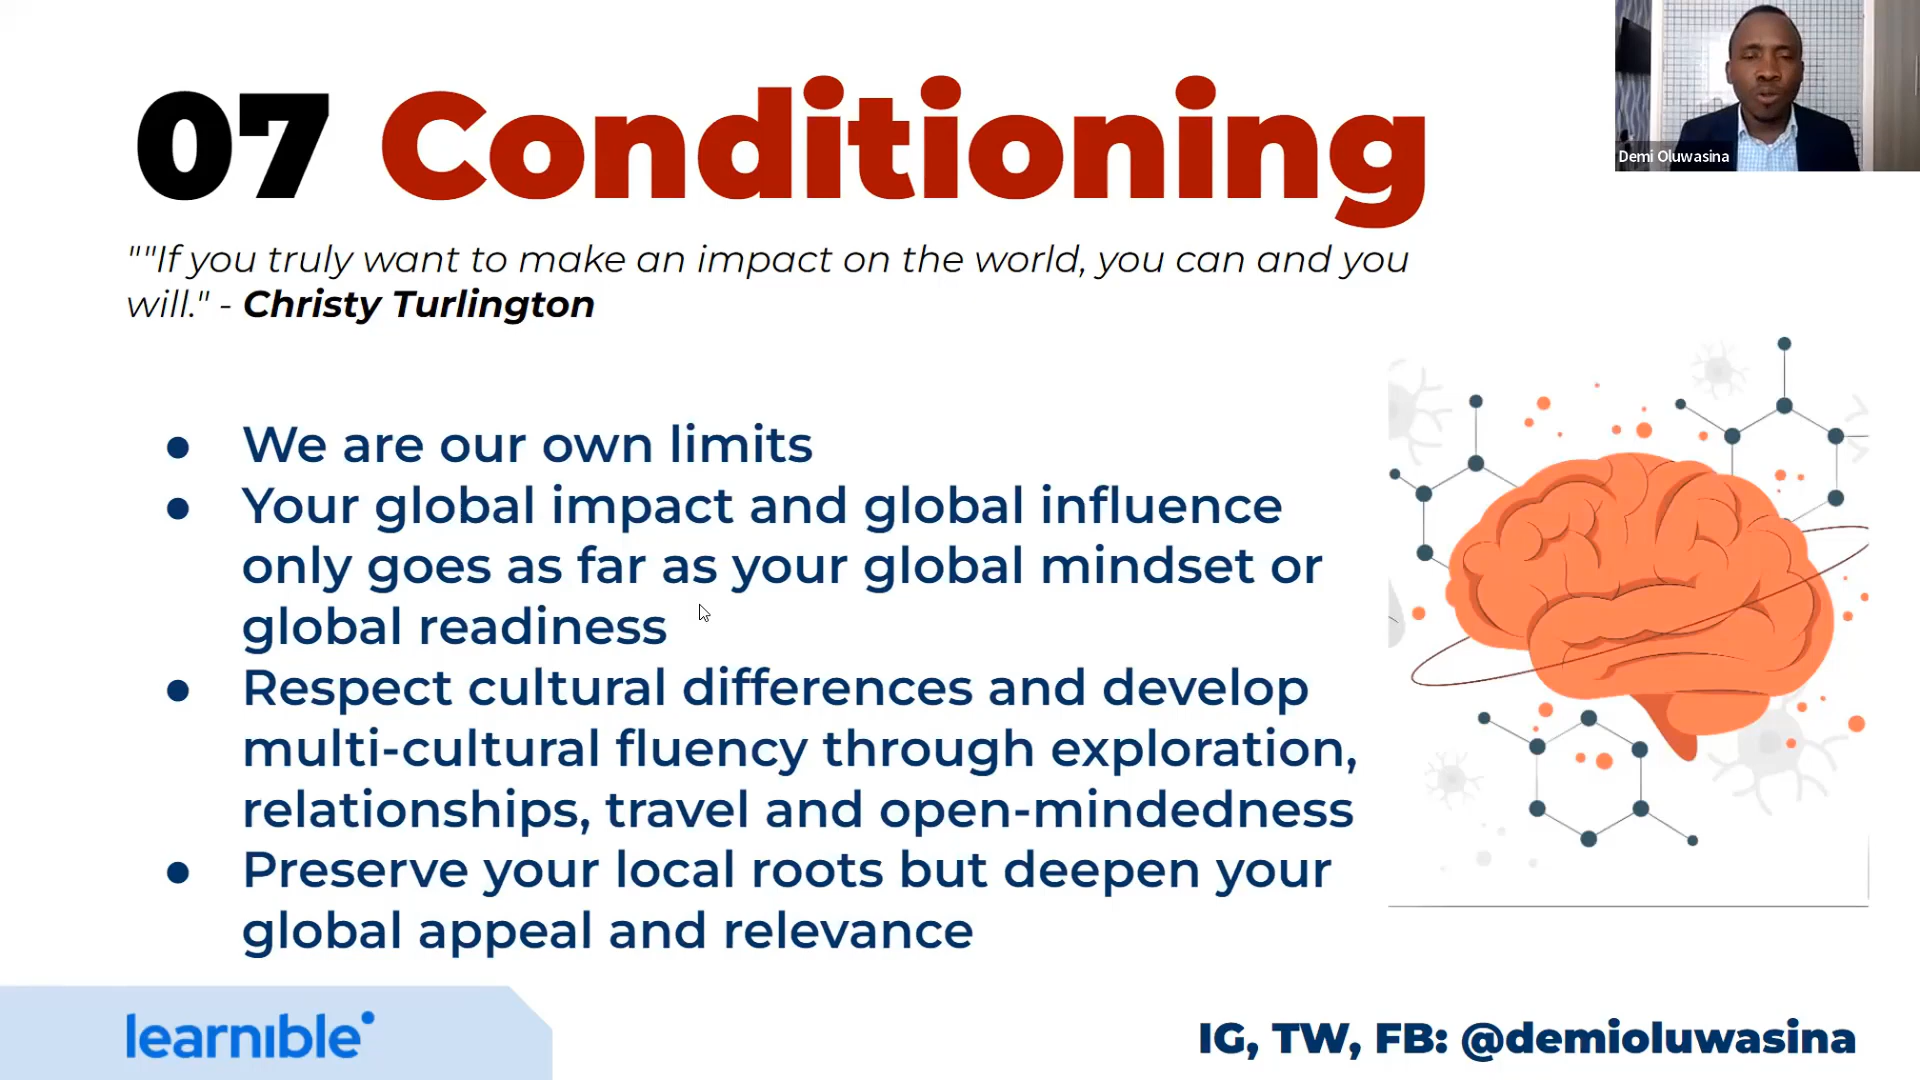 07 Conditioning
Demi Oluwasina
""If you truly want to make an impact on the world, you can and you
will." - Christy Turlington
● We are our own limits
● Your global impact and global influence
only goes as far as your global mindset or
global readiness
● Respect cultural differences and develop
multi-cultural fluency through exploration,
relationships, travel and open-mindedness
● Preserve your local roots but deepen your
global appeal and relevance
learnible
IG, TW, FB: @demioluwasina